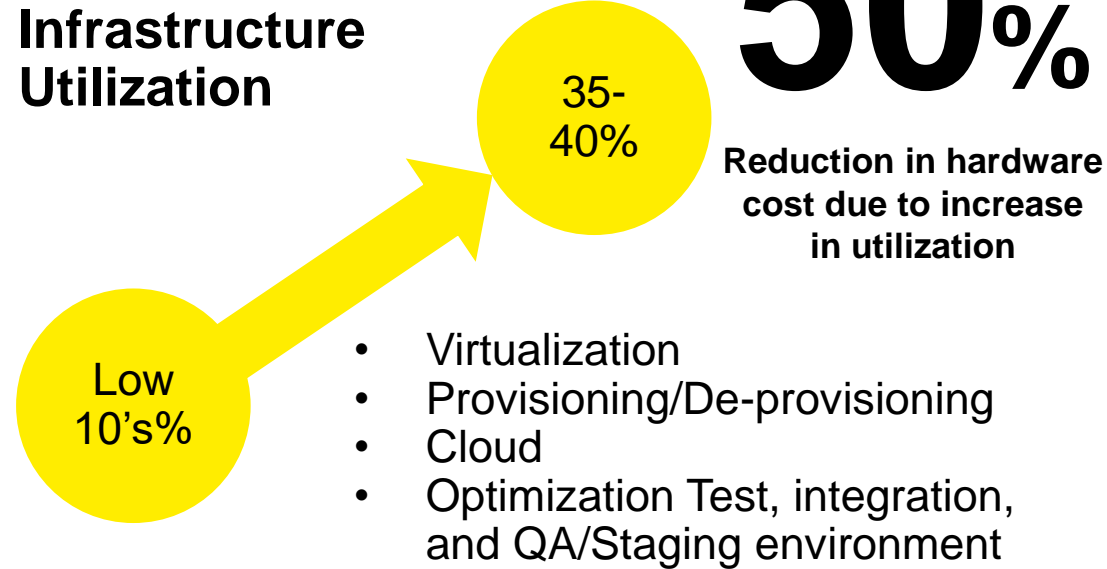 Infrastructure
Utilization
50%
35-
40%
Reduction in hardware
cost due to increase
in utilization
Low
10’s%
• Virtualization
• Provisioning/De-provisioning
• Cloud
• Optimization Test, integration,
and QA/Staging environment